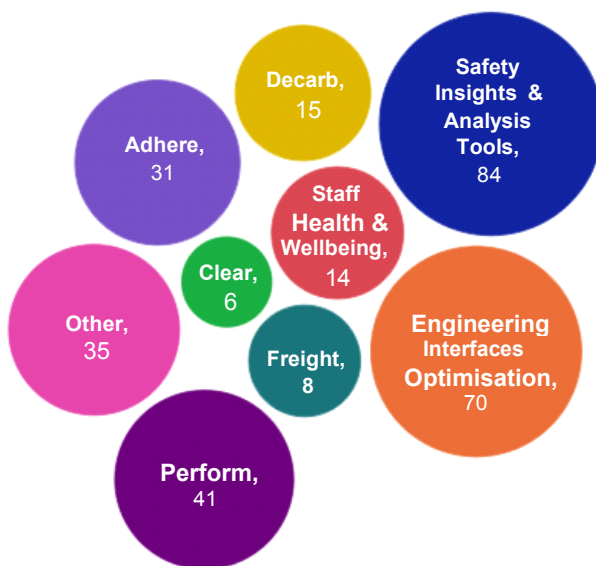 Decarb,
15
Safety
Insights &
Analysis
Tools,
84
Adhere,
31
Staff
Health &
Wellbeing,
14
Clear,
6
Other,
35
Freight,
8
Engineering
Interfaces
Optimisation,
70
Perform,
41